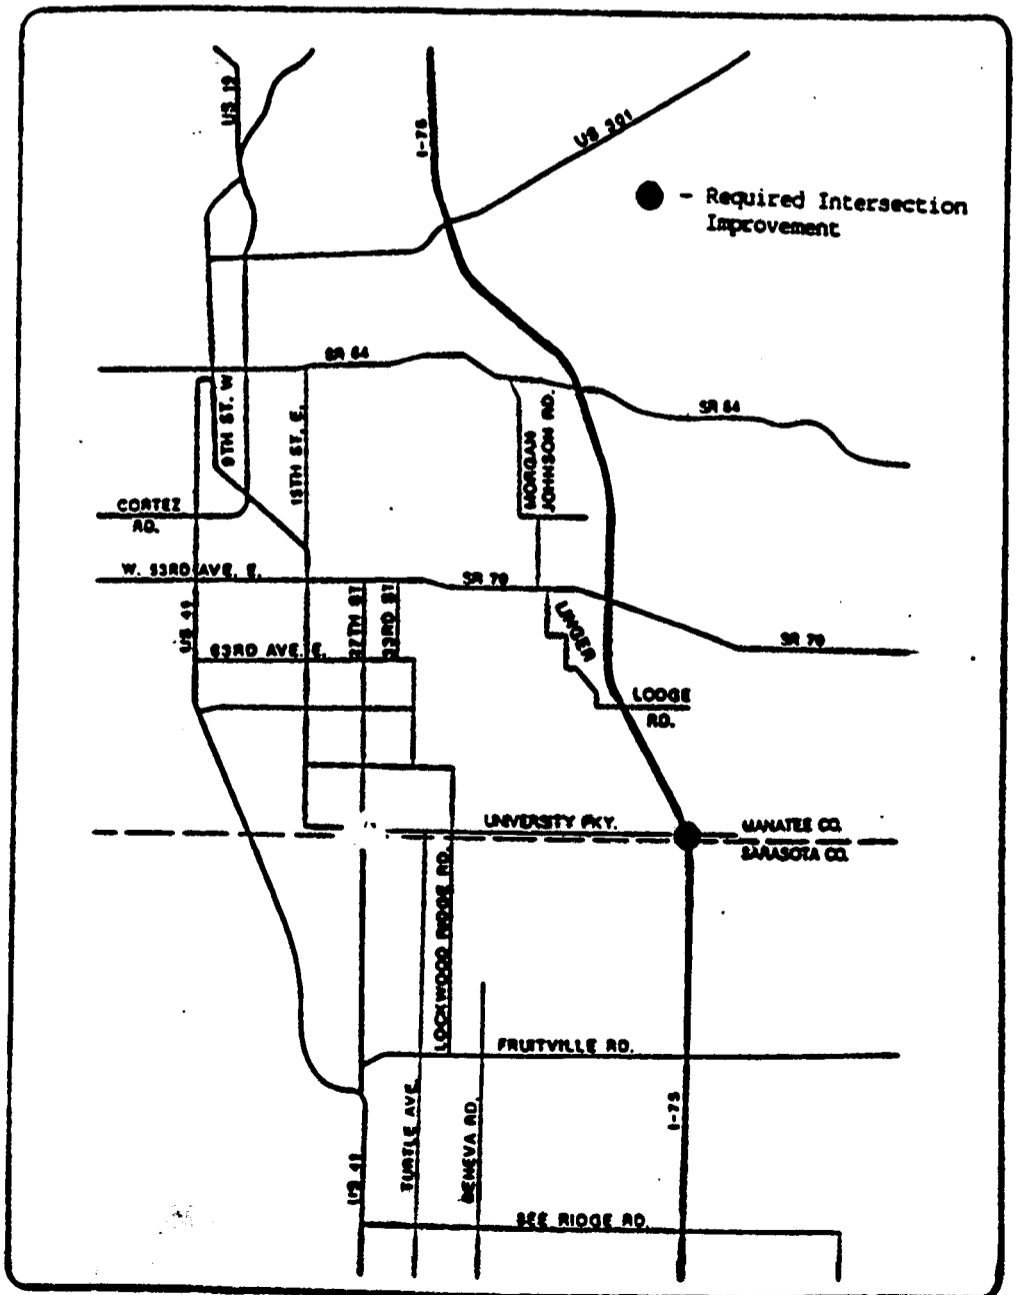 US 19
I-75
US 301
- Required Intersection
Improvement
SR 64
SR 64
9TH ST. W
15TH ST. E.
MORGAN
JOHNSON RD.
CORTEZ
RD.
W. 53RD AVE. E.
SR 70
US 41
27TH ST
33RD ST
LINGER
SR 70
63RD AVE. E.
LODGE
RD.
UNIVERSITY PKY.
MANATEE CO.
SARASOTA CO.
LOCKWOOD RIDGE RD.
FRUITVILLE RD.
I-75
US 41
TURTLE AVE.
BENEVA RD.
BEE RIDGE RD.